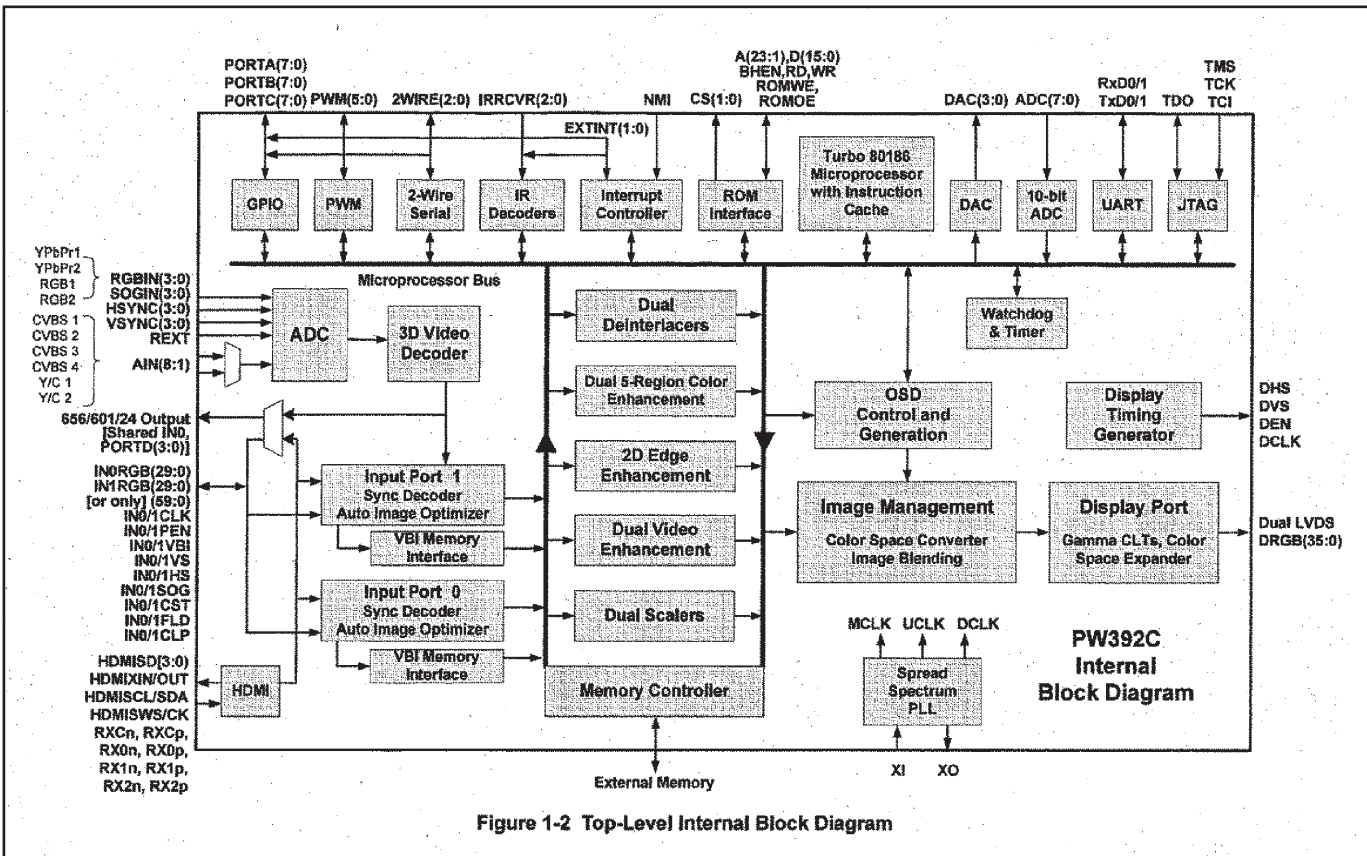 PORTA(7:0)
PORTB(7:0)
PORTC(7:0)
PWM(5:0)
2WIRE(2:0)
IRRCVR(2:0)
EXTINT(1:0)
NMI
CS(1:0)
A(23:1),D(15:0)
BHEN,RD,WR
ROMWE,
ROMOE
DAC(3:0)
ADC(7:0)
RxD0/1
TxD0/1
TDO
TMS
TCK
TCI
GPIO
PWM
2-Wire
Serial
IR
Decoders
Interrupt
Controller
ROM
Interface
Turbo 80186
Microprocessor
with Instruction
Cache
DAC
10-bit
ADC
UART
JTAG
Microprocessor Bus
YPbPr1
YPbPr2
RGB1
RGB2
RGBIN(3:0)
SOGIN(3:0)
HSYNC(3:0)
VSYNC(3:0)
REXT
CVBS 1
CVBS 2
CVBS 3
CVBS 4
Y/C 1
Y/C 2
AIN(8:1)
ADC
3D Video
Decoder
656/601/24 Output
[Shared IN0,
PORTD(3:0)]
IN0RGB(29:0)
IN1RGB(29:0)
[or only] (59:0)
IN0/1CLK
IN0/1PEN
IN0/1VBI
IN0/1VS
IN0/1HS
IN0/1SOG
IN0/1CST
IN0/1FLD
IN0/1CLP
HDMISD[3:0)
HDMIXIN/OUT
HDMISCL/SDA
HDMISWS/CK
RXCn, RXCp,
RX0n, RX0p,
RX1n, RX1p,
RX2n, RX2p
HDMI
Input Port 1
Sync Decoder
Auto Image Optimizer
VBI Memory
Interface
Input Port 0
Sync Decoder
Auto Image Optimizer
VBI Memory
Interface
Dual
Deinterlacers
Dual 5-Region Color
Enhancement
2D Edge
Enhancement
Dual Video
Enhancement
Dual Scalers
Memory Controller
External Memory
Watchdog
& Timer
OSD
Control and
Generation
Display
Timing
Generator
DHS
DVS
DEN
DCLK
Image Management
Color Space Converter
Image Blending
Display Port
Gamma CLTs, Color
Space Expander
Dual LVDS
DRGB(35:0)
MCLK
UCLK
DCLK
Spread
Spectrum
PLL
XI
XO
PW392C
Internal
Block Diagram
Figure 1-2 Top-Level Internal Block Diagram